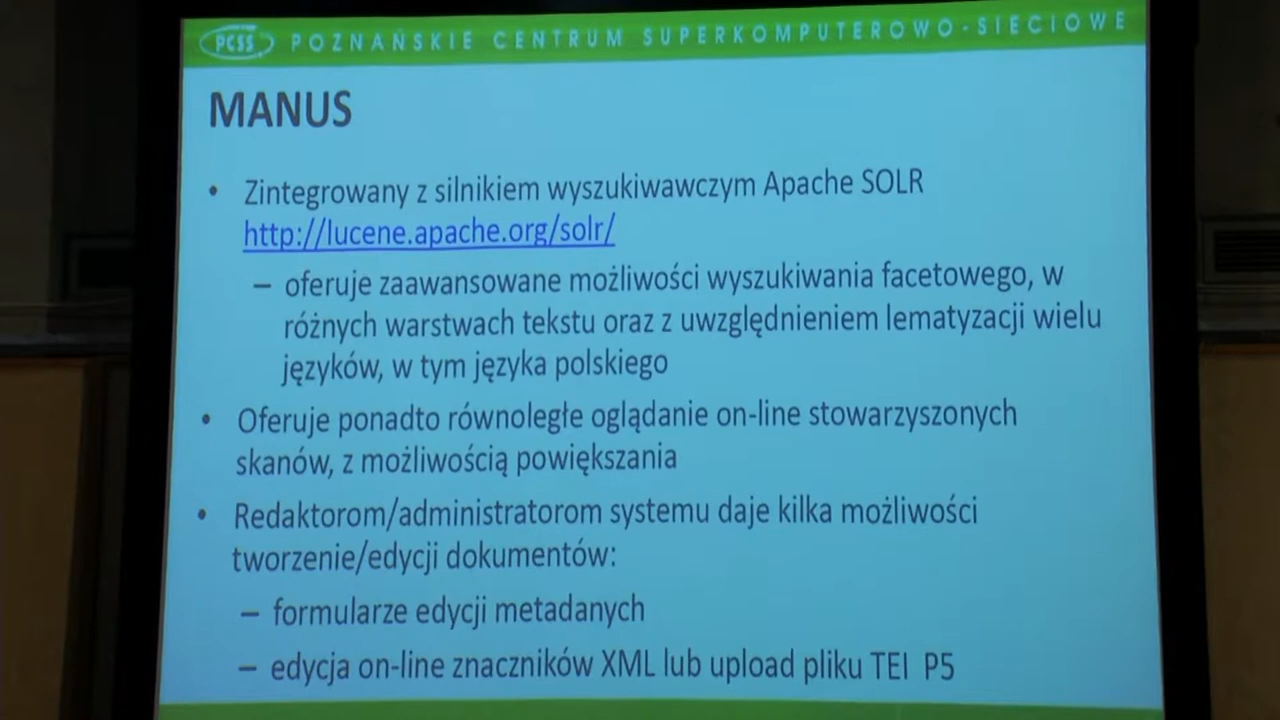 PCSS POZNAŃSKIE CENTRUM SUPERKOMPUTEROWO-SIECIOWE
MANUS
• Zintegrowany z silnikiem wyszukiwawczym Apache SOLR
http://lucene.apache.org/solr/
– oferuje zaawansowane możliwości wyszukiwania facetowego, w
różnych warstwach tekstu oraz z uwzględnieniem lematyzacji wielu
języków, w tym języka polskiego
• Oferuje ponadto równoległe oglądanie on-line stowarzyszonych
skanów, z możliwością powiększania
• Redaktorom/administratorom systemu daje kilka możliwości
tworzenie/edycji dokumentów:
– formularze edycji metadanych
– edycja on-line znaczników XML lub upload pliku TEI P5